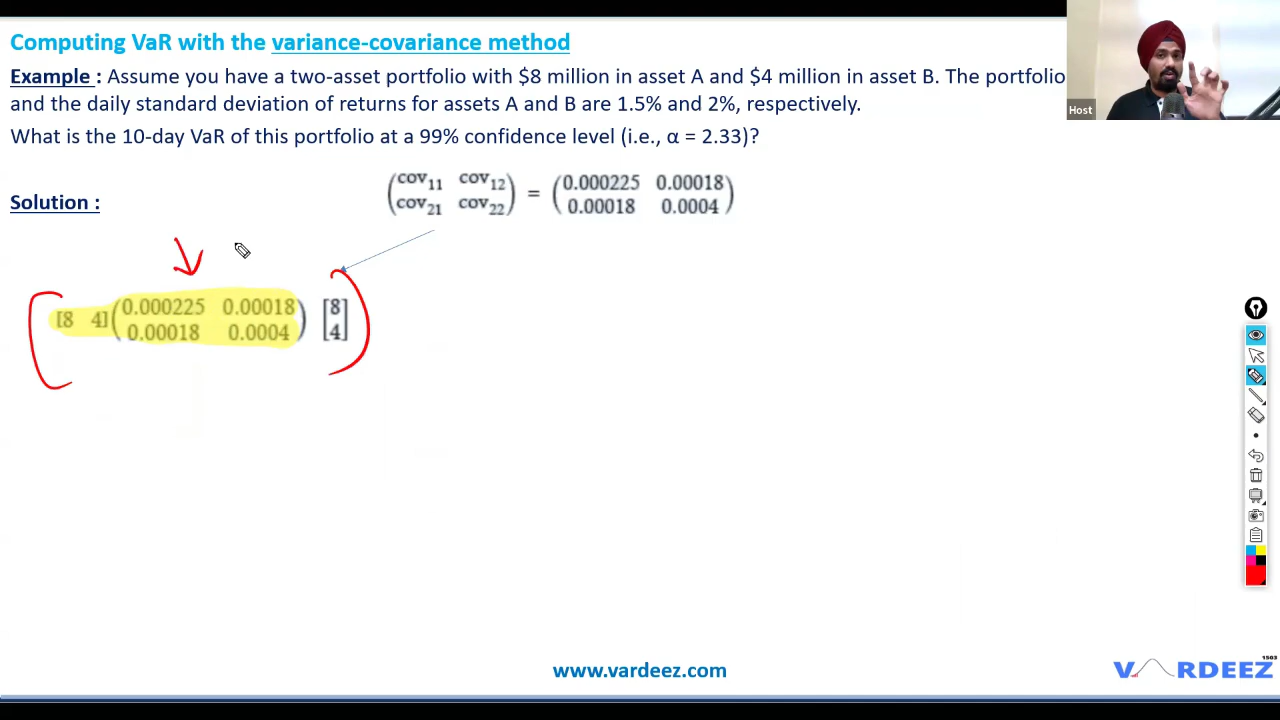 Computing VaR with the variance-covariance method
Example : Assume you have a two-asset portfolio with $8 million in asset A and $4 million in asset B. The portfolio
and the daily standard deviation of returns for assets A and B are 1.5% and 2%, respectively.
What is the 10-day VaR of this portfolio at a 99% confidence level (i.e., α = 2.33)?
Solution :
(cov11 cov12) = (0.000225 0.00018)
(cov21 cov22) (0.00018 0.0004)
[8 4] (0.000225 0.00018) [8]
(0.00018 0.0004) [4]
Host
www.vardeez.com
VARDEEZ
1503